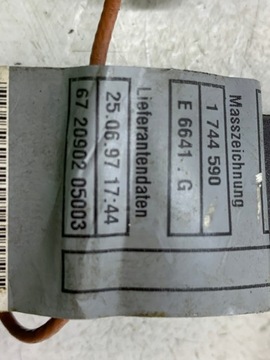 Masszeichnung
1 744 590
E 6641 . G
Lieferantendaten
25.06.97 17:44
67 20902 05003